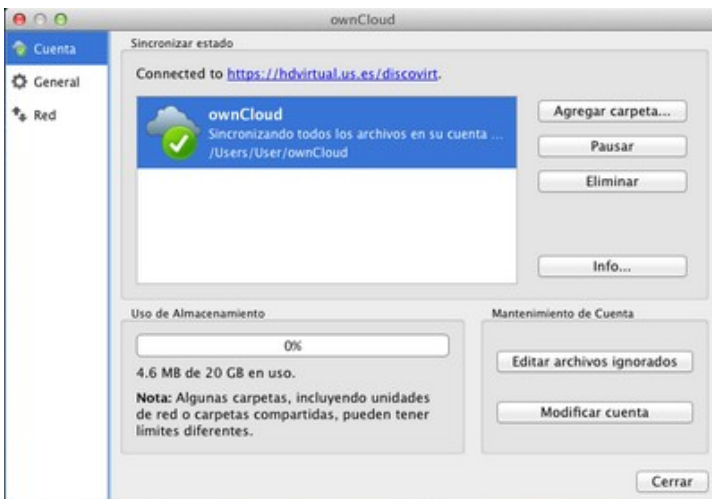 ownCloud
Cuenta
General
Red
Sincronizar estado
Connected to https://hdvirtual.us.es/discovirt.
ownCloud
Sincronizando todos los archivos en su cuenta ...
/Users/User/ownCloud
Agregar carpeta...
Pausar
Eliminar
Info...
Uso de Almacenamiento
0%
4.6 MB de 20 GB en uso.
Nota: Algunas carpetas, incluyendo unidades
de red o carpetas compartidas, pueden tener
límites diferentes.
Mantenimiento de Cuenta
Editar archivos ignorados
Modificar cuenta
Cerrar